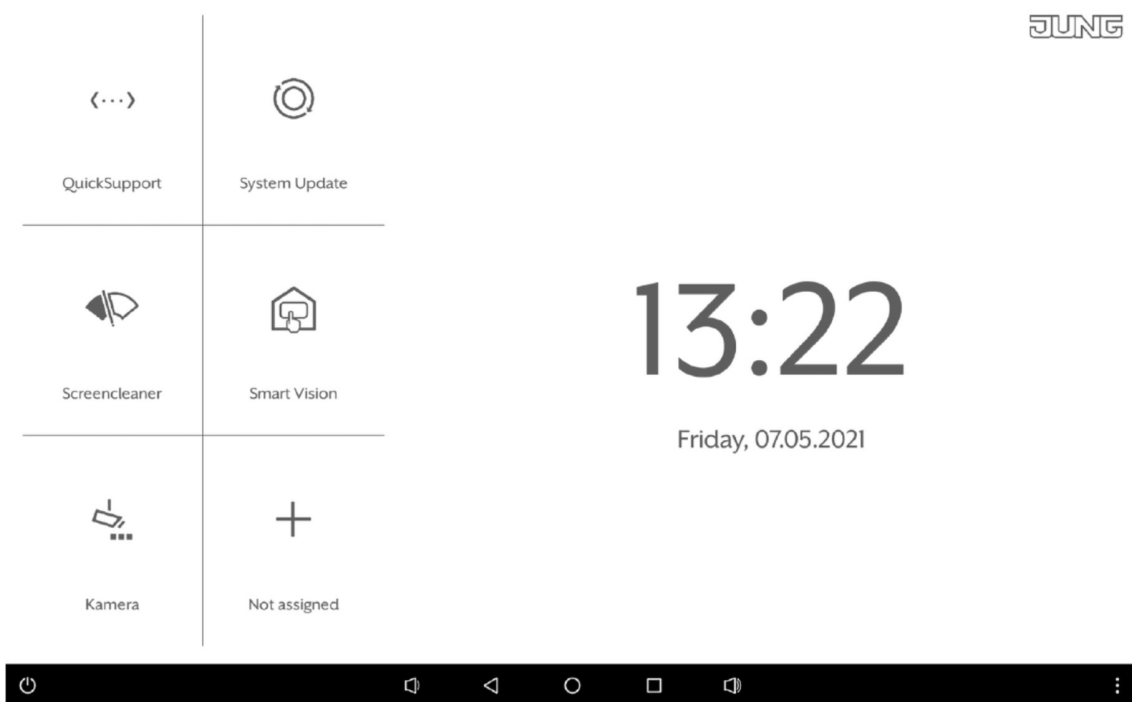 JUNG
QuickSupport
System Update
Screencleaner
Smart Vision
13:22
Friday, 07.05.2021
Kamera
Not assigned